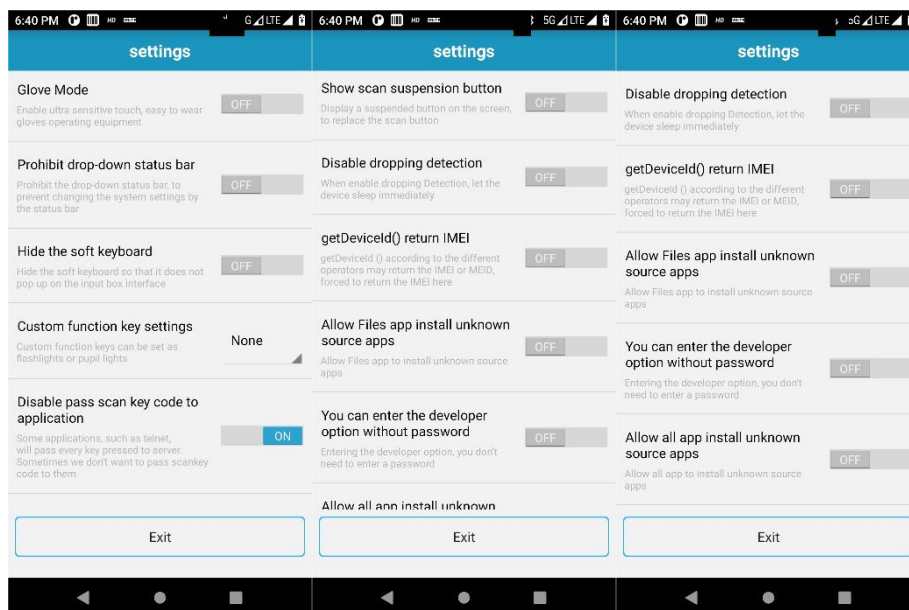 6:40 PM HD G LTE
settings
Glove Mode
Enable ultra sensitive touch, easy to wear
gloves operating equipment
OFF
Prohibit drop-down status bar
Prohibit the drop-down status bar, to
prevent changing the system settings by
the status bar
OFF
Hide the soft keyboard
Hide the soft keyboard so that it does not
pop up on the input box interface
OFF
Custom function key settings
Custom function keys can be set as
flashlights or pupil lights
None
Disable pass scan key code to
application
Some applications, such as telnet,
will pass every key pressed to server.
Sometimes we don't want to pass scankey
code to them
ON
Exit
6:40 PM HD 5G LTE
settings
Show scan suspension button
Display a suspended button on the screen,
to replace the scan button
OFF
Disable dropping detection
When enable dropping Detection, let the
device sleep immediately
OFF
getDeviceId() return IMEI
getDeviceId () according to the different
operators may return the IMEI or MEID,
forced to return the IMEI here
OFF
Allow Files app install unknown
source apps
Allow Files app to install unknown source
apps
OFF
You can enter the developer
option without password
Entering the developer option, you don't
need to enter a password
OFF
Allow all app install unknown
Exit
6:40 PM HD G LTE
settings
Disable dropping detection
When enable dropping Detection, let the
device sleep immediately
OFF
getDeviceId() return IMEI
getDeviceId () according to the different
operators may return the IMEI or MEID,
forced to return the IMEI here
OFF
Allow Files app install unknown
source apps
Allow Files app to install unknown source
apps
OFF
You can enter the developer
option without password
Entering the developer option, you don't
need to enter a password
OFF
Allow all app install unknown
source apps
Allow all app to install unknown source
apps
OFF
Exit